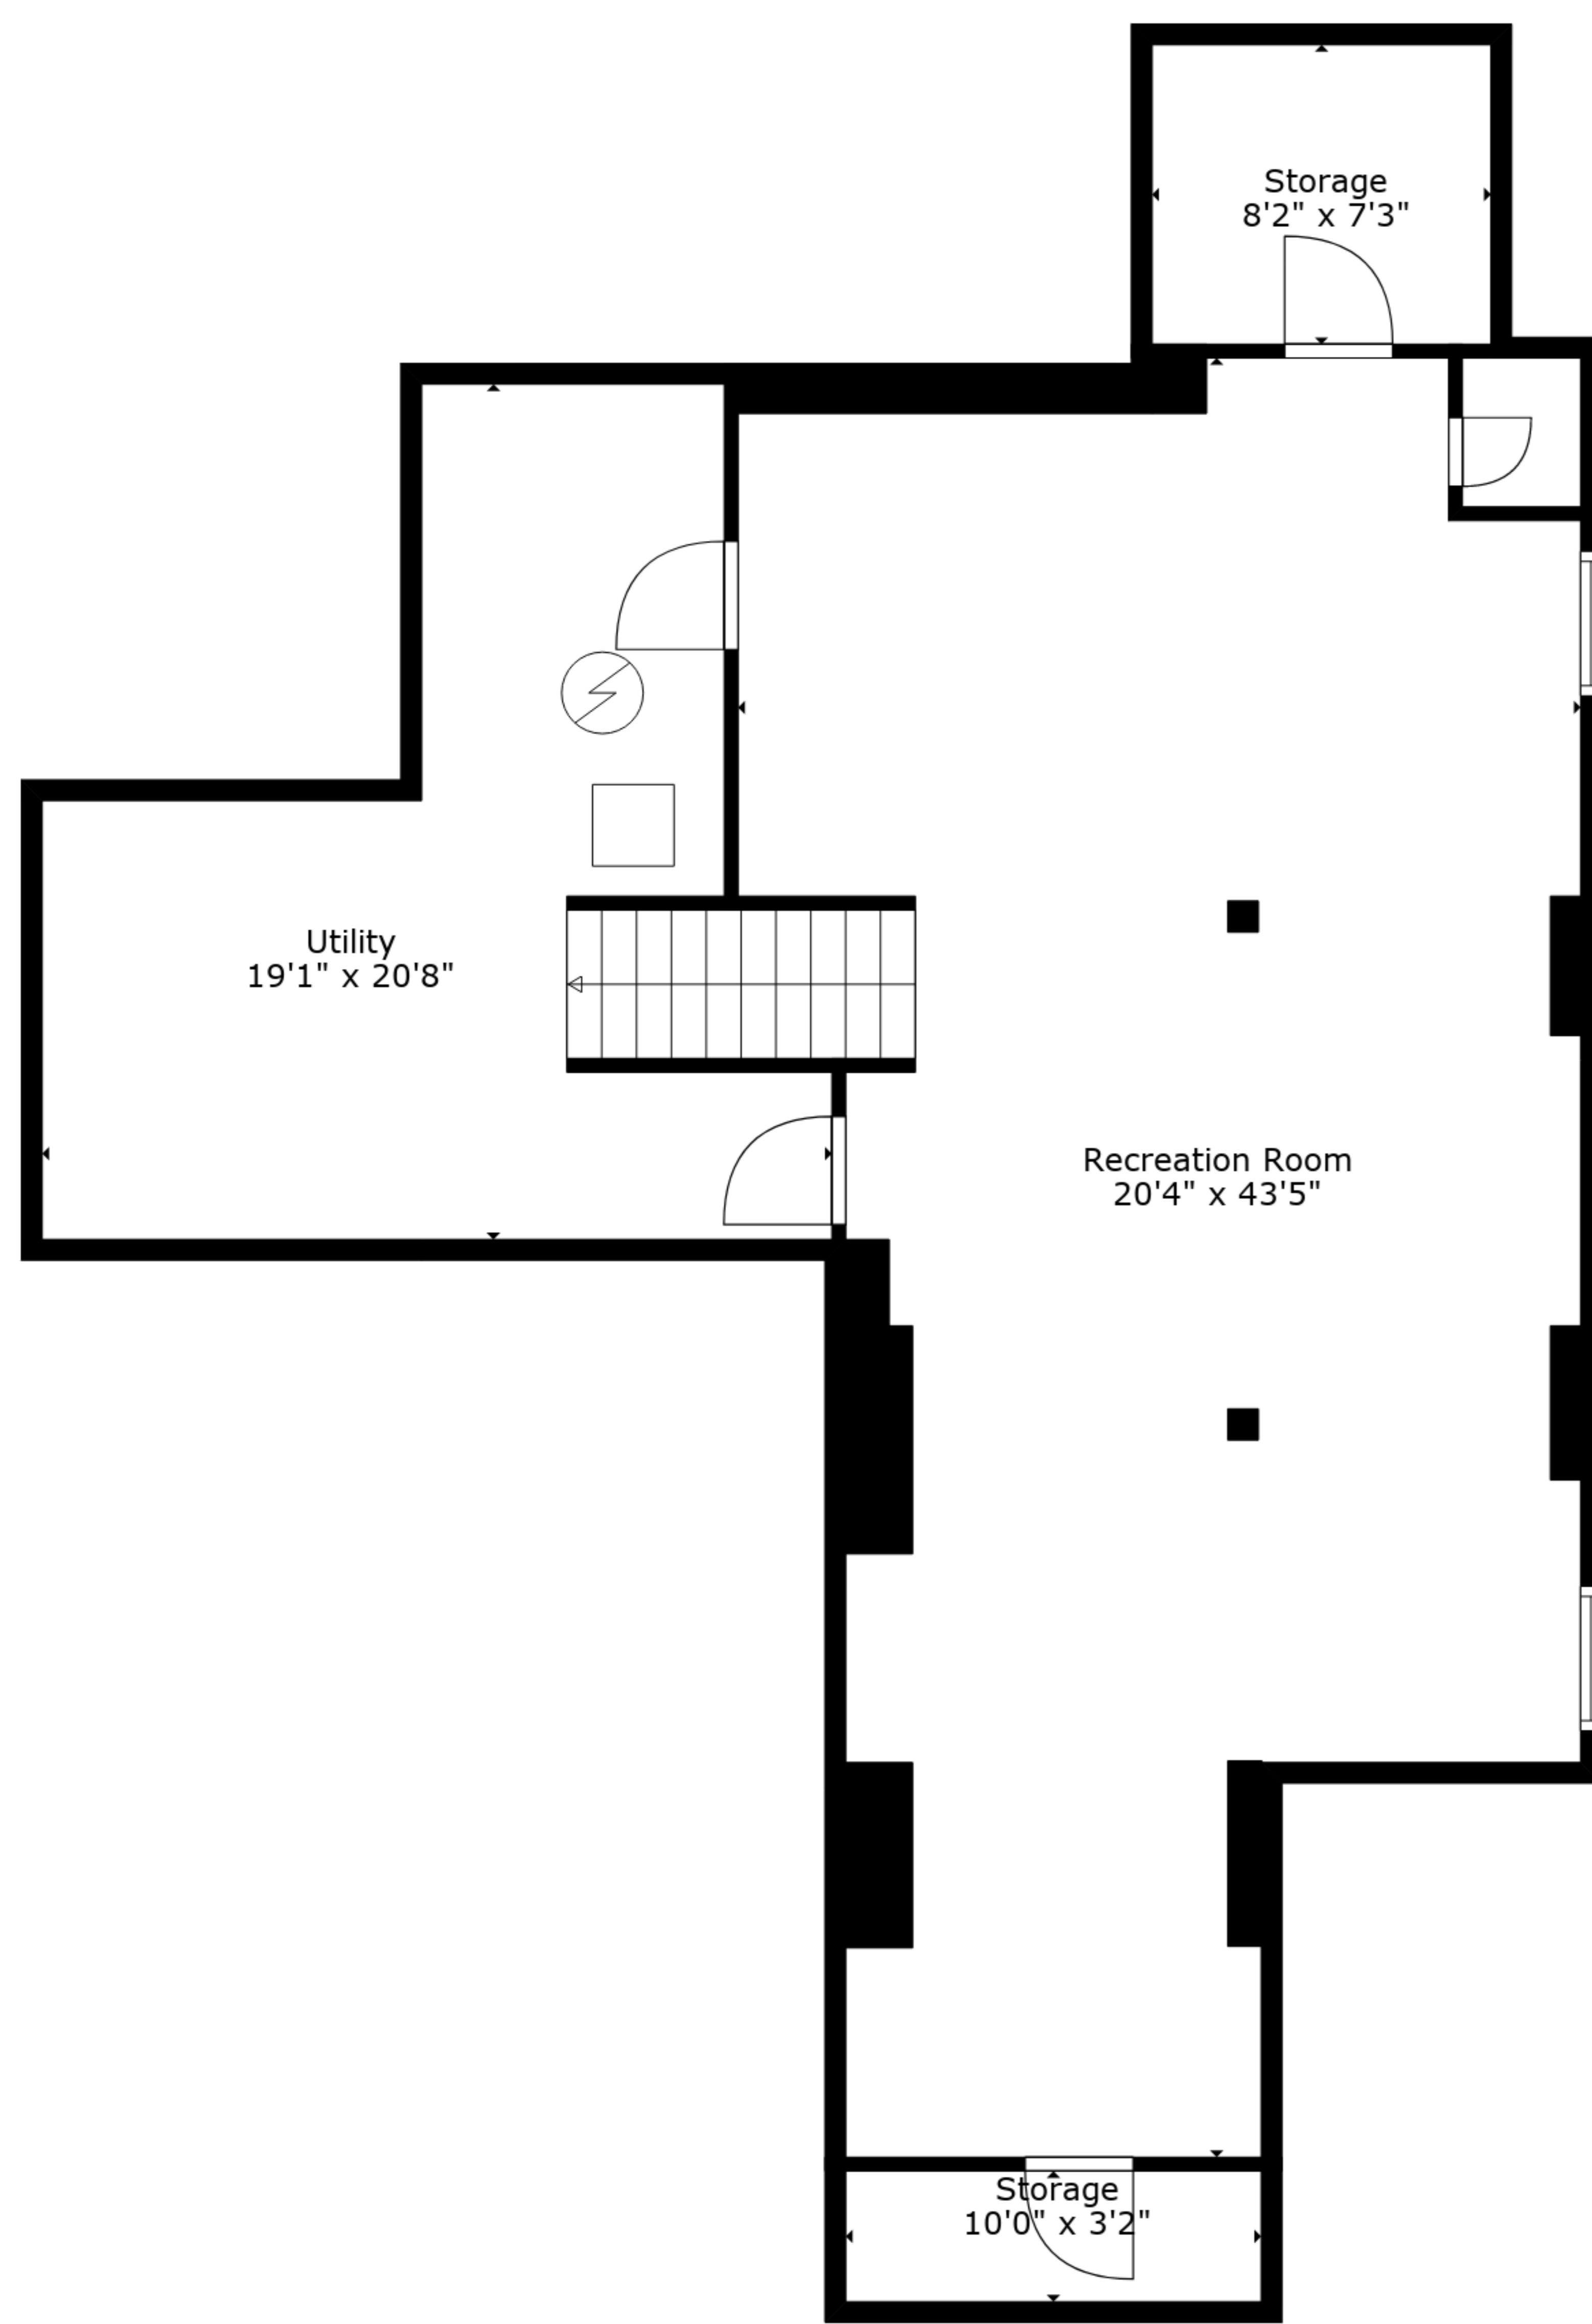 Storage
8'2" x 7'3"
Utility
19'1" x 20'8"
Recreation Room
20'4" x 43'5"
Storage
10'0" x 3'2"